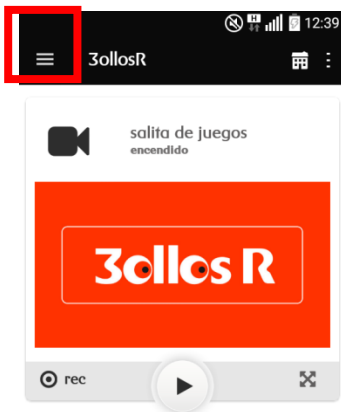 H 12:39
3ollosR
salita de juegos
encendido
3ollos R
rec